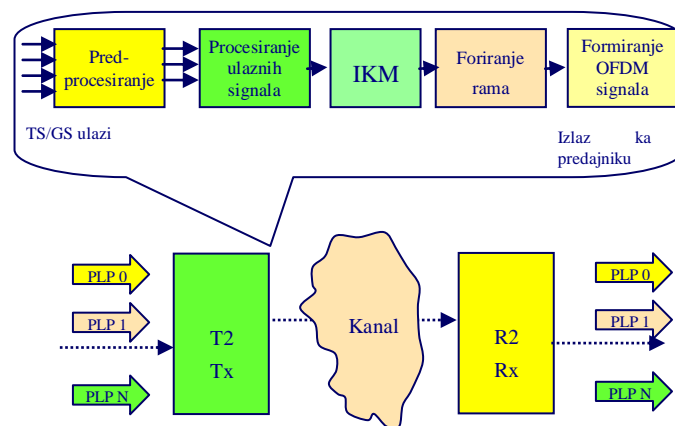 Pred-
procesiranje
Procesiranje
ulaznih
signala
IKM
Foriranje
rama
Formiranje
OFDM
signala
TS/GS ulazi
Izlaz ka
predajniku
PLP 0
PLP 1
PLP N
T2
Tx
Kanal
R2
Rx
PLP 0
PLP 1
PLP N